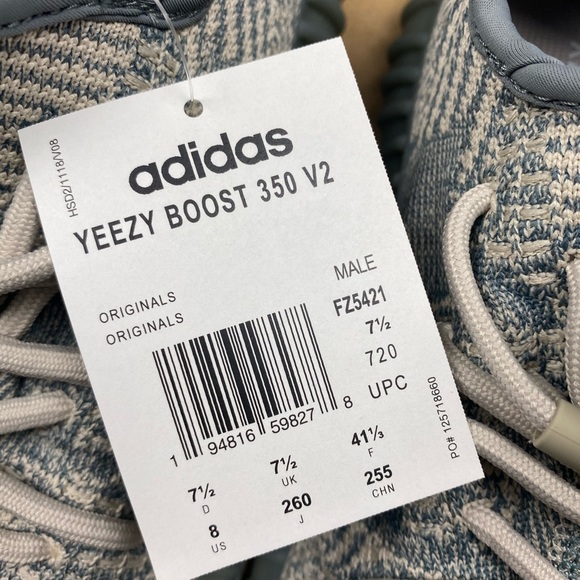 HSD2/1118/V08
adidas
YEEZY BOOST 350 V2
ORIGINALS
ORIGINALS
MALE
FZ5421
7½
720
UPC
1 94816 59827 8
7½ D 7½ UK 41⅓ F
8 US 260 J 255 CHN
PO# 125718660